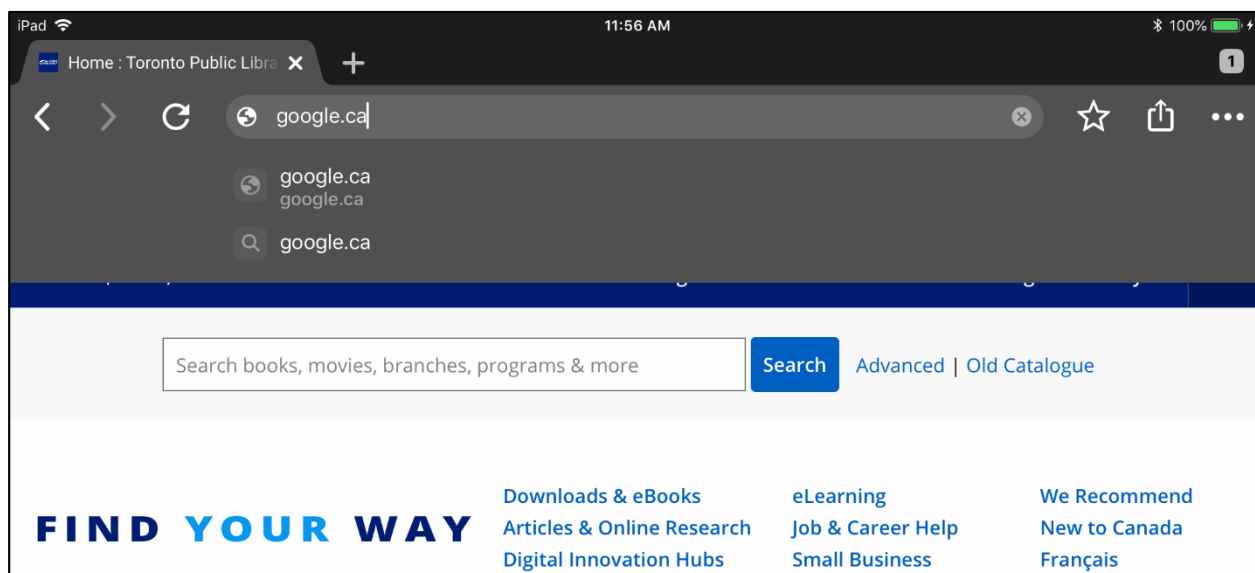 iPad 11:56 AM 100%
Home : Toronto Public Libra 1
google.ca
google.ca
google.ca
google.ca
Search books, movies, branches, programs & more Search Advanced | Old Catalogue
FIND YOUR WAY
Downloads & eBooks
Articles & Online Research
Digital Innovation Hubs
eLearning
Job & Career Help
Small Business
We Recommend
New to Canada
Français